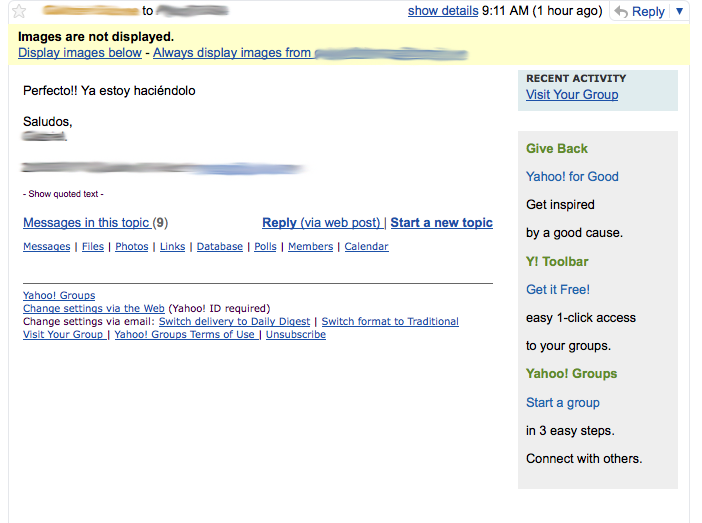 to
show details 9:11 AM (1 hour ago) Reply
Images are not displayed.
Display images below - Always display images from
Perfecto!! Ya estoy haciéndolo
Saludos,
- Show quoted text -
Messages in this topic (9) Reply (via web post) | Start a new topic
Messages | Files | Photos | Links | Database | Polls | Members | Calendar
Yahoo! Groups
Change settings via the Web (Yahoo! ID required)
Change settings via email: Switch delivery to Daily Digest | Switch format to Traditional
Visit Your Group | Yahoo! Groups Terms of Use | Unsubscribe
RECENT ACTIVITY
Visit Your Group
Give Back
Yahoo! for Good
Get inspired
by a good cause.
Y! Toolbar
Get it Free!
easy 1-click access
to your groups.
Yahoo! Groups
Start a group
in 3 easy steps.
Connect with others.